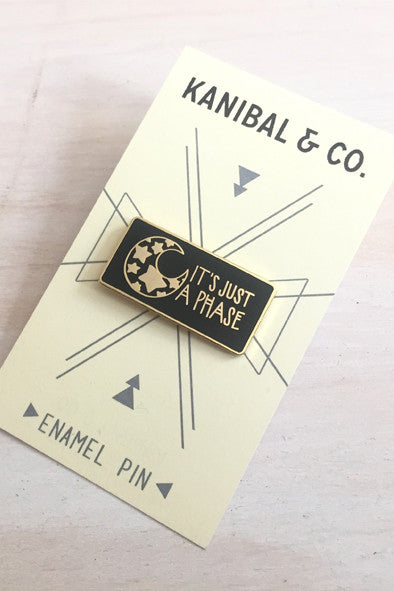 KANIBAL & CO.
IT'S JUST
A PHASE
ENAMEL PIN